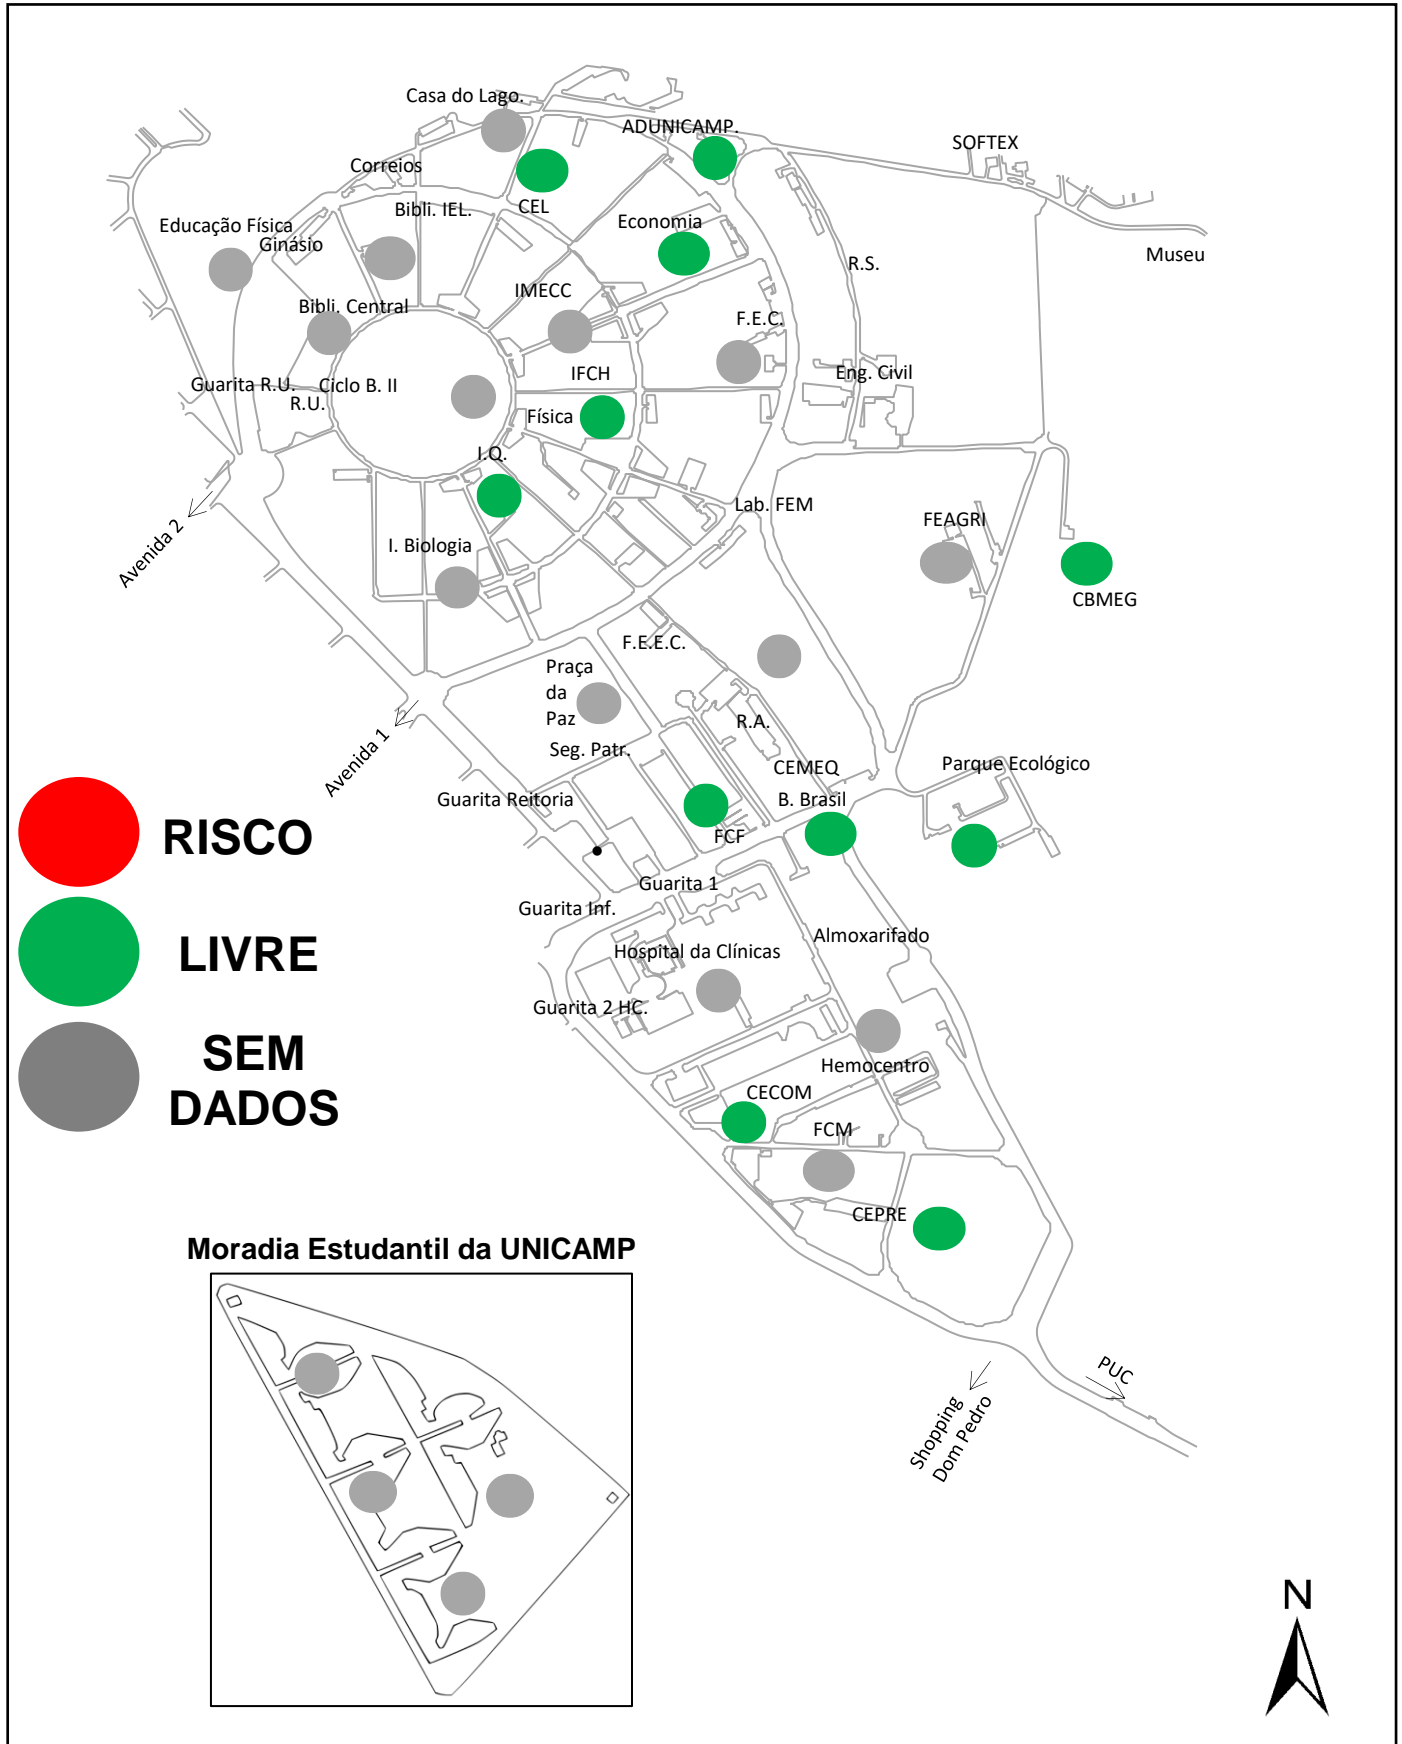 Casa do Lago.
ADUNICAMP.
SOFTEX
Correios
Bibli. IEL.
CEL
Educação Física
Ginásio
Economia
Museu
R.S.
IMECC
Bibli. Central
F.E.C.
IFCH
Eng. Civil
Guarita R.U.
Ciclo B. II
R.U.
Física
I.Q.
Lab. FEM
FEAGRI
Avenida 2
I. Biologia
CBMEG
F.E.E.C.
Praça
da
Paz
R.A.
Seg. Patr.
Avenida 1
CEMEQ
Parque Ecológico
Guarita Reitoria
B. Brasil
FCF
RISCO
Guarita 1
Guarita Inf.
LIVRE
Almoxarifado
Hospital da Clínicas
Guarita 2 HC.
SEM
DADOS
Hemocentro
CECOM
FCM
CEPRE
Moradia Estudantil da UNICAMP
PUC
Shopping
Dom Pedro
N